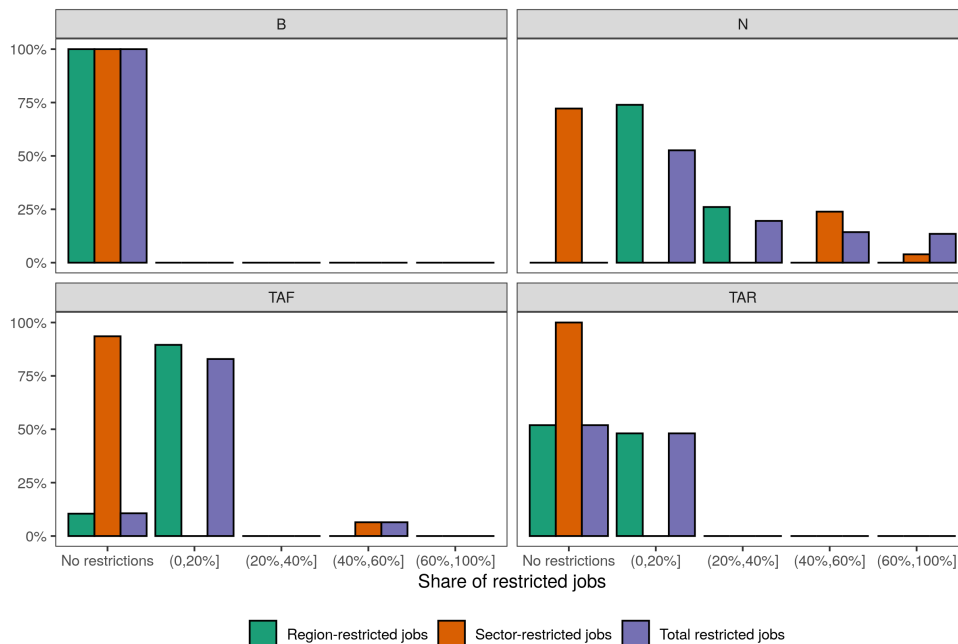 B
N
100%
75%
50%
25%
0%
TAF
TAR
100%
75%
50%
25%
0%
No restrictions (0,20%] (20%,40%] (40%,60%] (60%,100%] No restrictions (0,20%] (20%,40%] (40%,60%] (60%,100%]
Share of restricted jobs
Region-restricted jobs Sector-restricted jobs Total restricted jobs